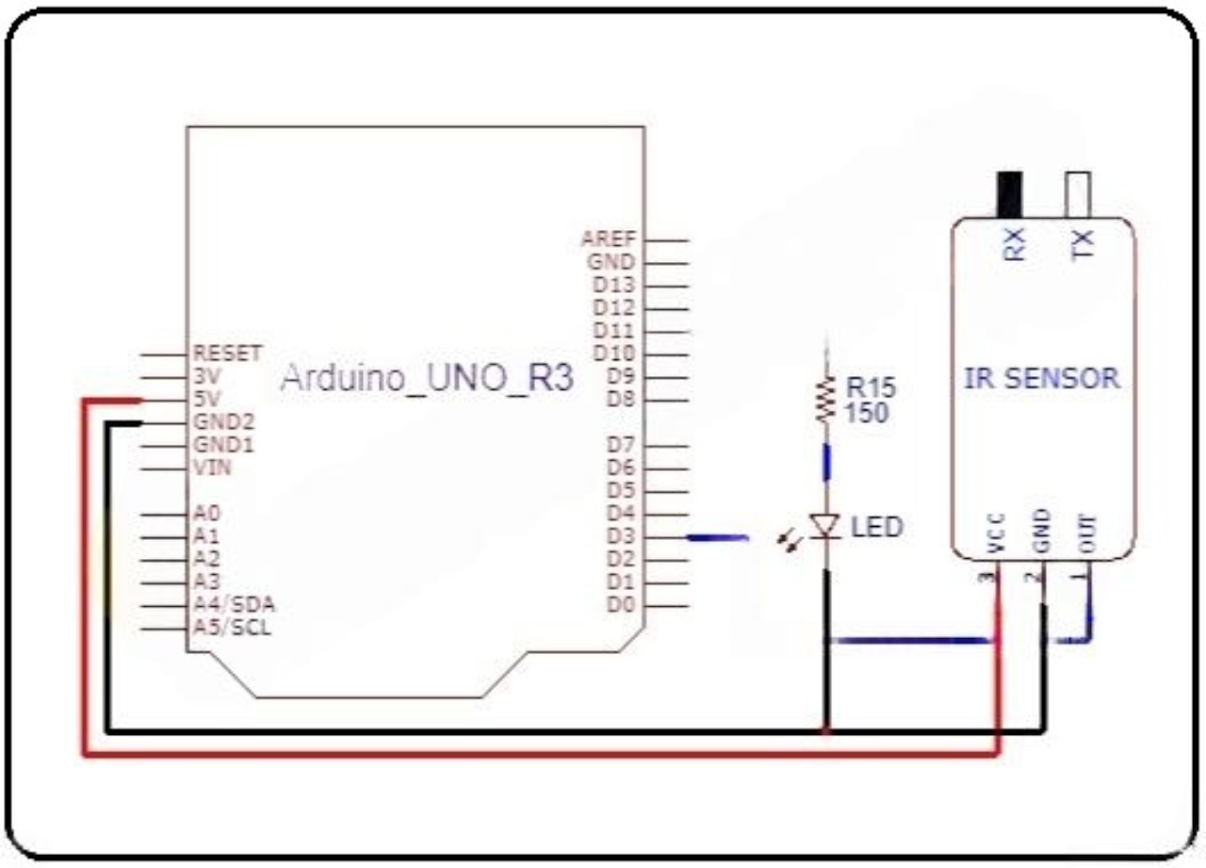 AREF
GND
D13
D12
D11
D10
D9
D8
D7
D6
D5
D4
D3
D2
D1
D0
RESET
3V
5V
GND2
GND1
VIN
A0
A1
A2
A3
A4/SDA
A5/SCL
Arduino_UNO_R3
R15
150
LED
RX
TX
IR SENSOR
VCC
GND
OUT
3
2
1